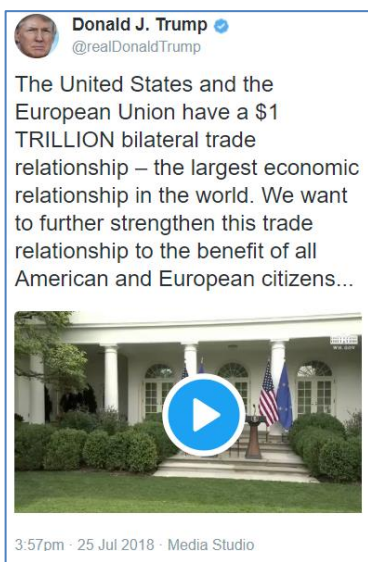 Donald J. Trump
@realDonaldTrump
The United States and the
European Union have a $1
TRILLION bilateral trade
relationship – the largest economic
relationship in the world. We want
to further strengthen this trade
relationship to the benefit of all
American and European citizens...
3:57pm · 25 Jul 2018 · Media Studio